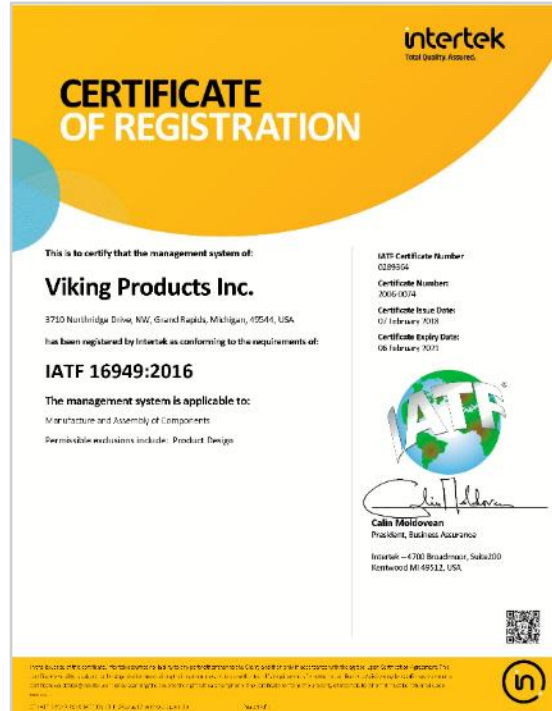 intertek
Total Quality. Assured.
CERTIFICATE
OF REGISTRATION
This is to certify that the management system of:
Viking Products Inc.
3710 Northridge Drive, NW, Grand Rapids, Michigan, 49544, USA
has been registered by Intertek as conforming to the requirements of:
IATF 16949:2016
The management system is applicable to:
Manufacture and Assembly of Components
Permissible exclusions include: Product Design
IATF Certificate Number
0289364
Certificate Number:
2006-0074
Certificate Issue Date:
07 February 2018
Certificate Expiry Date:
06 February 2021
IATF
Calin Moldovean
President, Business Assurance
Intertek – 4700 Broadmoor, Suite200
Kentwood MI 49512, USA
in